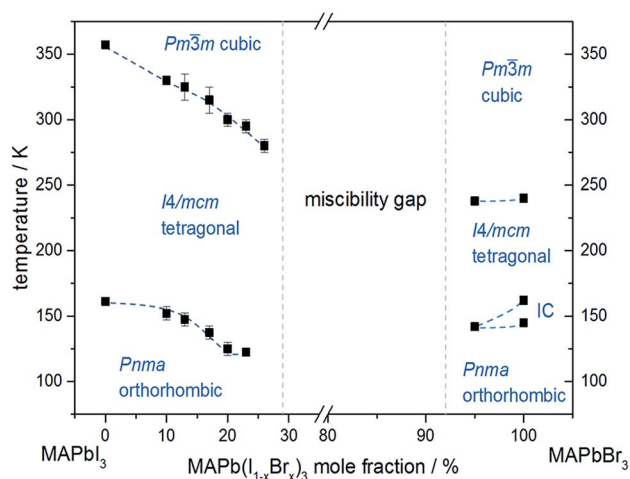 Pm3̅m cubic
Pm3̅m
cubic
350
350
300
300
250
250
200
200
150
150
100
100
temperature / K
I4/mcm
tetragonal
miscibility gap
I4/mcm
tetragonal
IC
Pnma
orthorhombic
Pnma
orthorhombic
0
10
20
30
80
90
100
MAPbI₃
MAPb(I₁₋ₓBrₓ)₃ mole fraction / %
MAPbBr₃